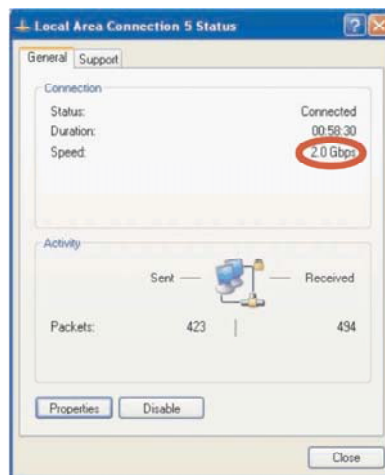 Local Area Connection 5 Status
General Support
Connection
Status: Connected
Duration: 00:58:30
Speed: 2.0 Gbps
Activity
Sent — — Received
Packets: 423 | 494
Properties Disable
Close